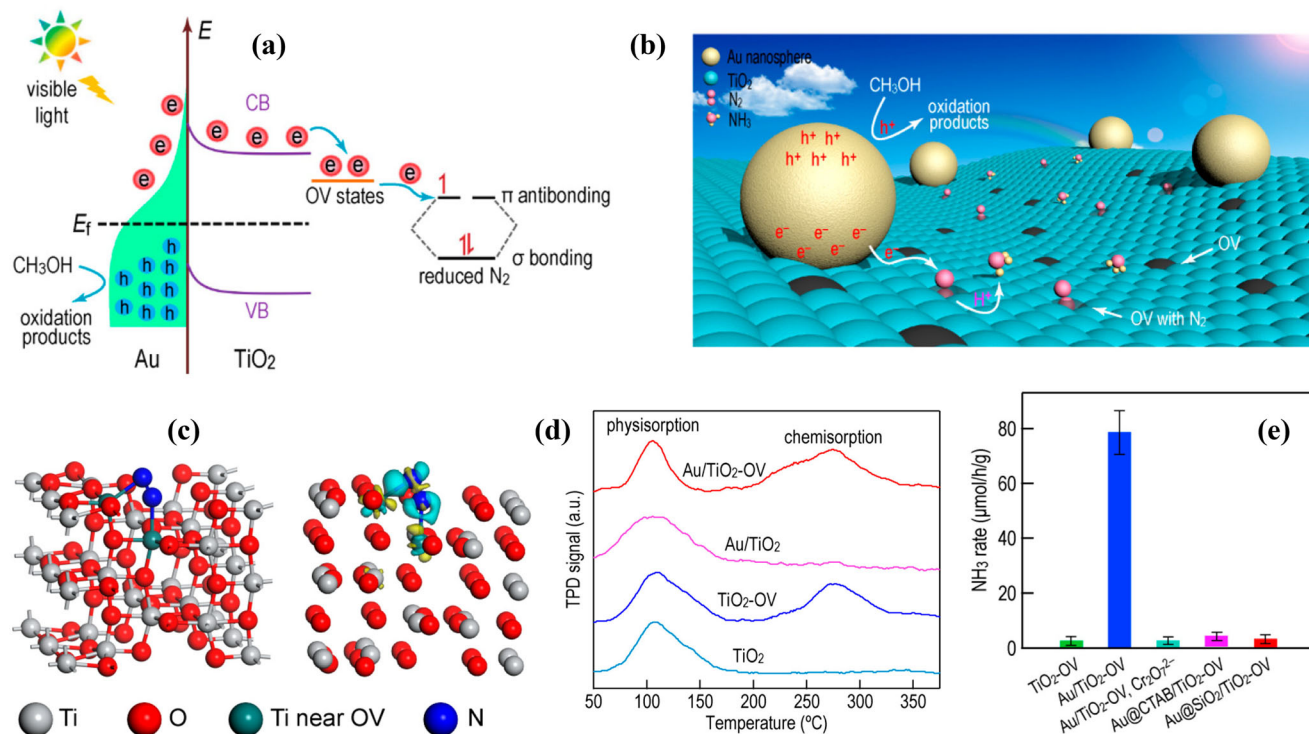 (a)
E
visible
light
CB
e
e
e
e
e
e
e
e
e
OV states
π antibonding
E_f
CH₃OH
h
h
h
h
h
h
h
h
h
σ bonding
reduced N₂
oxidation
products
VB
Au
TiO₂
(b)
Au nanosphere
TiO₂
N₂
NH₃
CH₃OH
h⁺
oxidation
products
h⁺ h⁺
h⁺ h⁺ h⁺
e⁻ e⁻ e⁻
e⁻ e⁻ e⁻
e⁻
H⁺
OV
OV with N₂
(c)
Ti
O
Ti near OV
N
(d)
physisorption
chemisorption
Au/TiO₂-OV
Au/TiO₂
TiO₂-OV
TiO₂
TPD signal (a.u.)
50 100 150 200 250 300 350
Temperature (ºC)
(e)
NH₃ rate (μmol/h/g)
80
60
40
20
0
TiO₂-OV
Au/TiO₂-OV
Au/TiO₂-OV, Cr₂O₇²⁻
Au@CTAB/TiO₂-OV
Au@SiO₂/TiO₂-OV